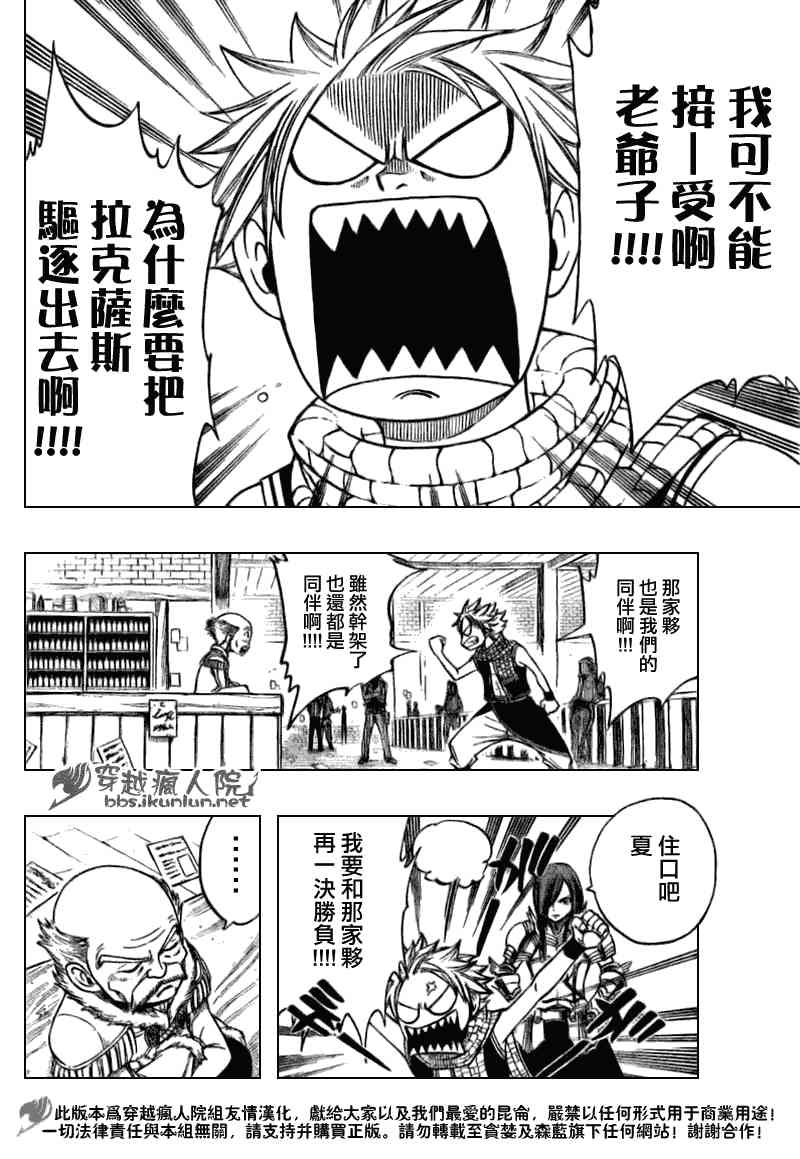 我可不能
接—受啊
老爺子!!!!
為什麼要把
拉克薩斯
驅逐出去啊
!!!!
那家夥
也是我們的
同伴啊!!!
雖然幹架了
也還都是
同伴啊!!!!
穿越瘋人院
bbs.ikunlun.net
住口吧
夏
我要和那家夥
再一決勝負!!!!
......
此版本爲穿越瘋人院組友情漢化，獻給大家以及我們最愛的昆侖，嚴禁以任何形式用于商業用途！
一切法律責任與本組無關，請支持并購買正版。請勿轉載至貪婪及森藍旗下任何網站！謝謝合作！